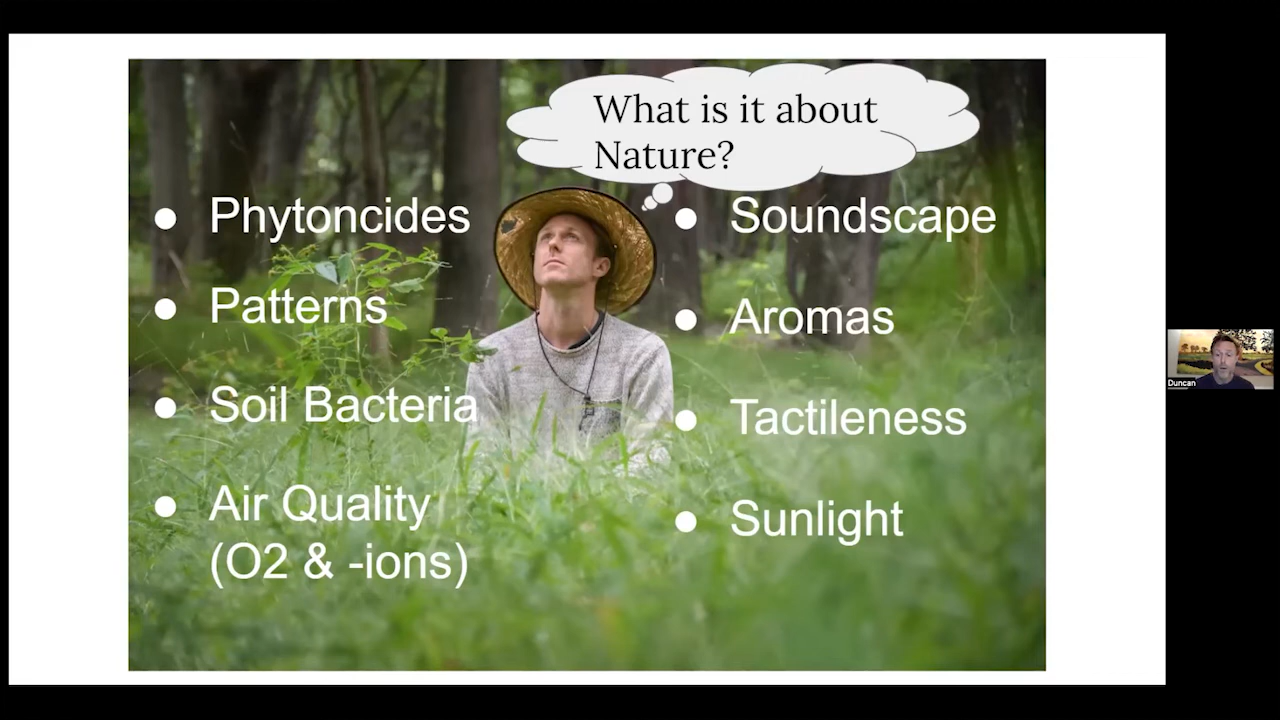 What is it about
Nature?
Phytoncides
Patterns
Soil Bacteria
Air Quality
(O2 & -ions)
Soundscape
Aromas
Tactileness
Sunlight
Duncan